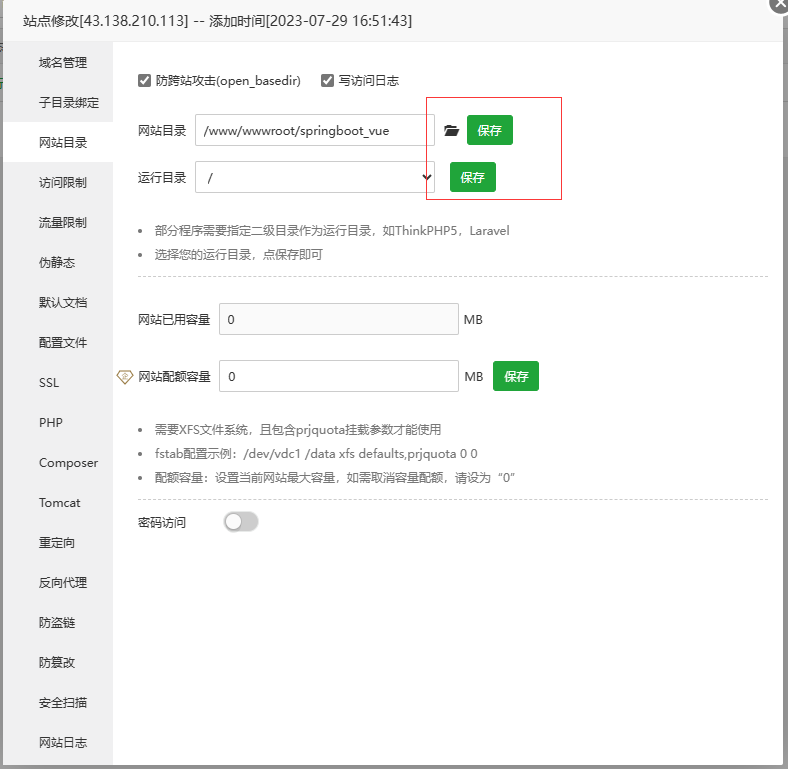 站点修改[43.138.210.113] -- 添加时间[2023-07-29 16:51:43]
域名管理
子目录绑定
网站目录
访问限制
流量限制
伪静态
默认文档
配置文件
SSL
PHP
Composer
Tomcat
重定向
反向代理
防盗链
防篡改
安全扫描
网站日志
防跨站攻击(open_basedir) 写访问日志
网站目录 /www/wwwroot/springboot_vue 保存
运行目录 / 保存
部分程序需要指定二级目录作为运行目录，如ThinkPHP5，Laravel
选择您的运行目录，点保存即可
网站已用容量 0 MB
网站配额容量 0 MB 保存
需要XFS文件系统，且包含prjquota挂载参数才能使用
fstab配置示例：/dev/vdc1 /data xfs defaults,prjquota 0 0
配额容量：设置当前网站最大容量，如需取消容量配额，请设为“0”
密码访问